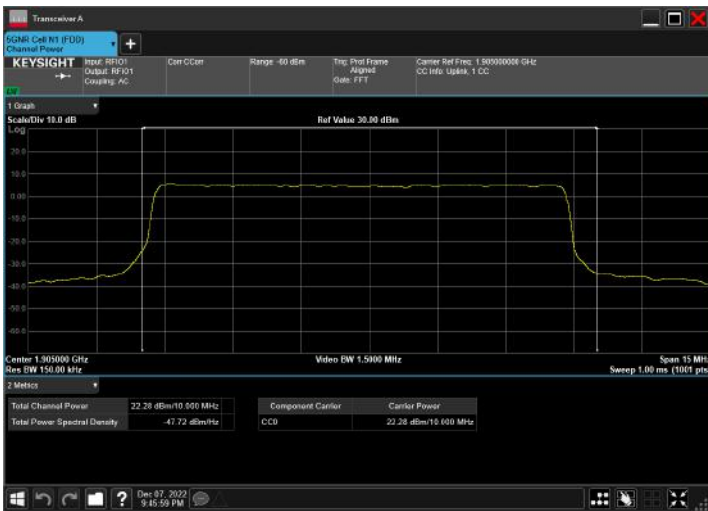 Transceiver A
5GNR Cell N1 (FDD)
Channel Power
KEYSIGHT
Input: RFIO1
Output: RFIO1
Coupling: AC
Corr CCorr
Range: -60 dBm
Trig: Prot Frame
Aligned
Gate: FFT
Carrier Ref Freq: 1.905000000 GHz
CC Info: Uplink, 1 CC
1 Graph
Scale/Div 10.0 dB
Ref Value 30.00 dBm
Log
20.0
10.0
0.00
-10.0
-20.0
-30.0
-40.0
-50.0
-60.0
Center 1.905000 GHz
Video BW 1.5000 MHz
Span 15 MHz
Res BW 150.00 kHz
Sweep 1.00 ms (1001 pts
2 Metrics
Total Channel Power 22.28 dBm/10.000 MHz
Total Power Spectral Density -47.72 dBm/Hz
Component Carrier Carrier Power
CC0 22.28 dBm/10.000 MHz
Dec 07, 2022
9:45:59 PM